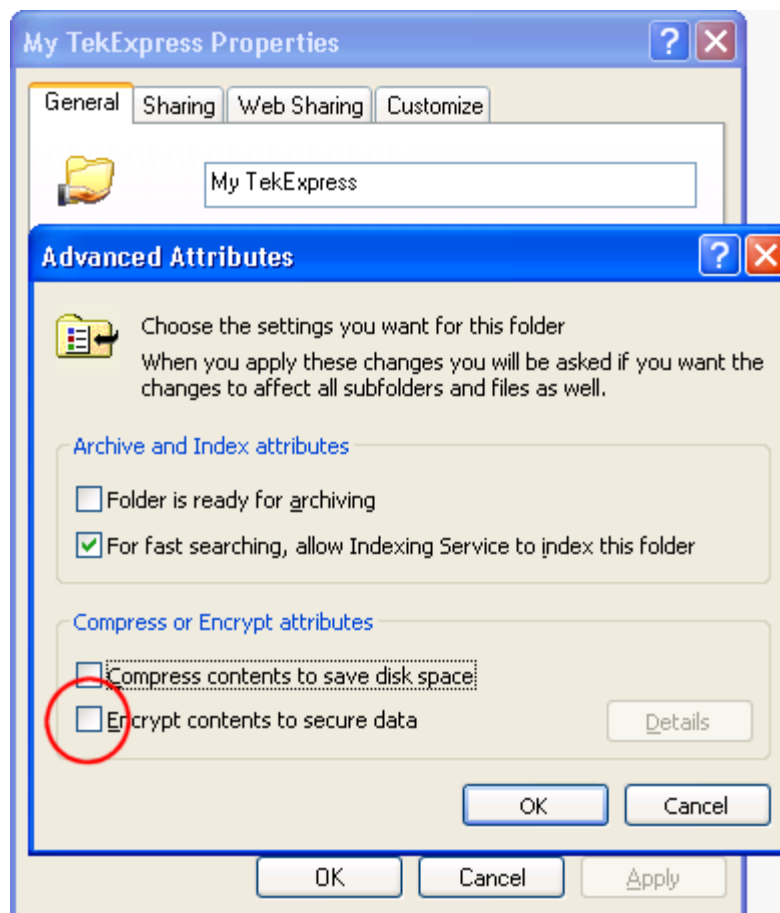 My TekExpress Properties
General Sharing Web Sharing Customize
My TekExpress
Advanced Attributes
Choose the settings you want for this folder
When you apply these changes you will be asked if you want the
changes to affect all subfolders and files as well.
Archive and Index attributes
Folder is ready for archiving
For fast searching, allow Indexing Service to index this folder
Compress or Encrypt attributes
Compress contents to save disk space
Encrypt contents to secure data
Details
OK Cancel
OK Cancel Apply